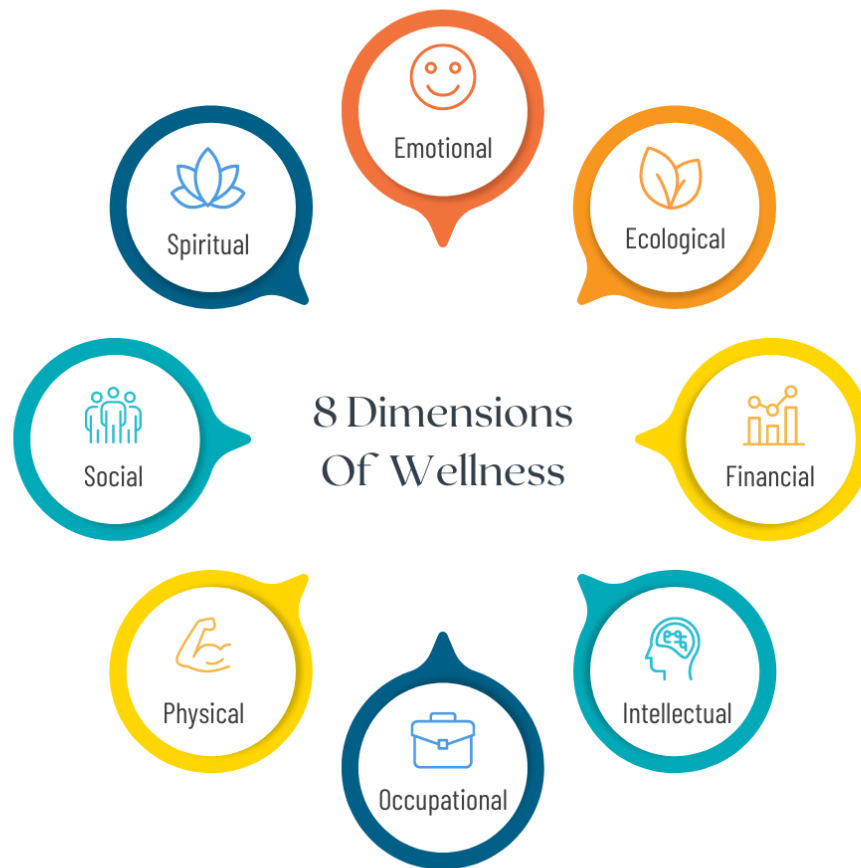 Emotional
Ecological
Spiritual
8 Dimensions
Of Wellness
Social
Financial
Physical
Intellectual
Occupational